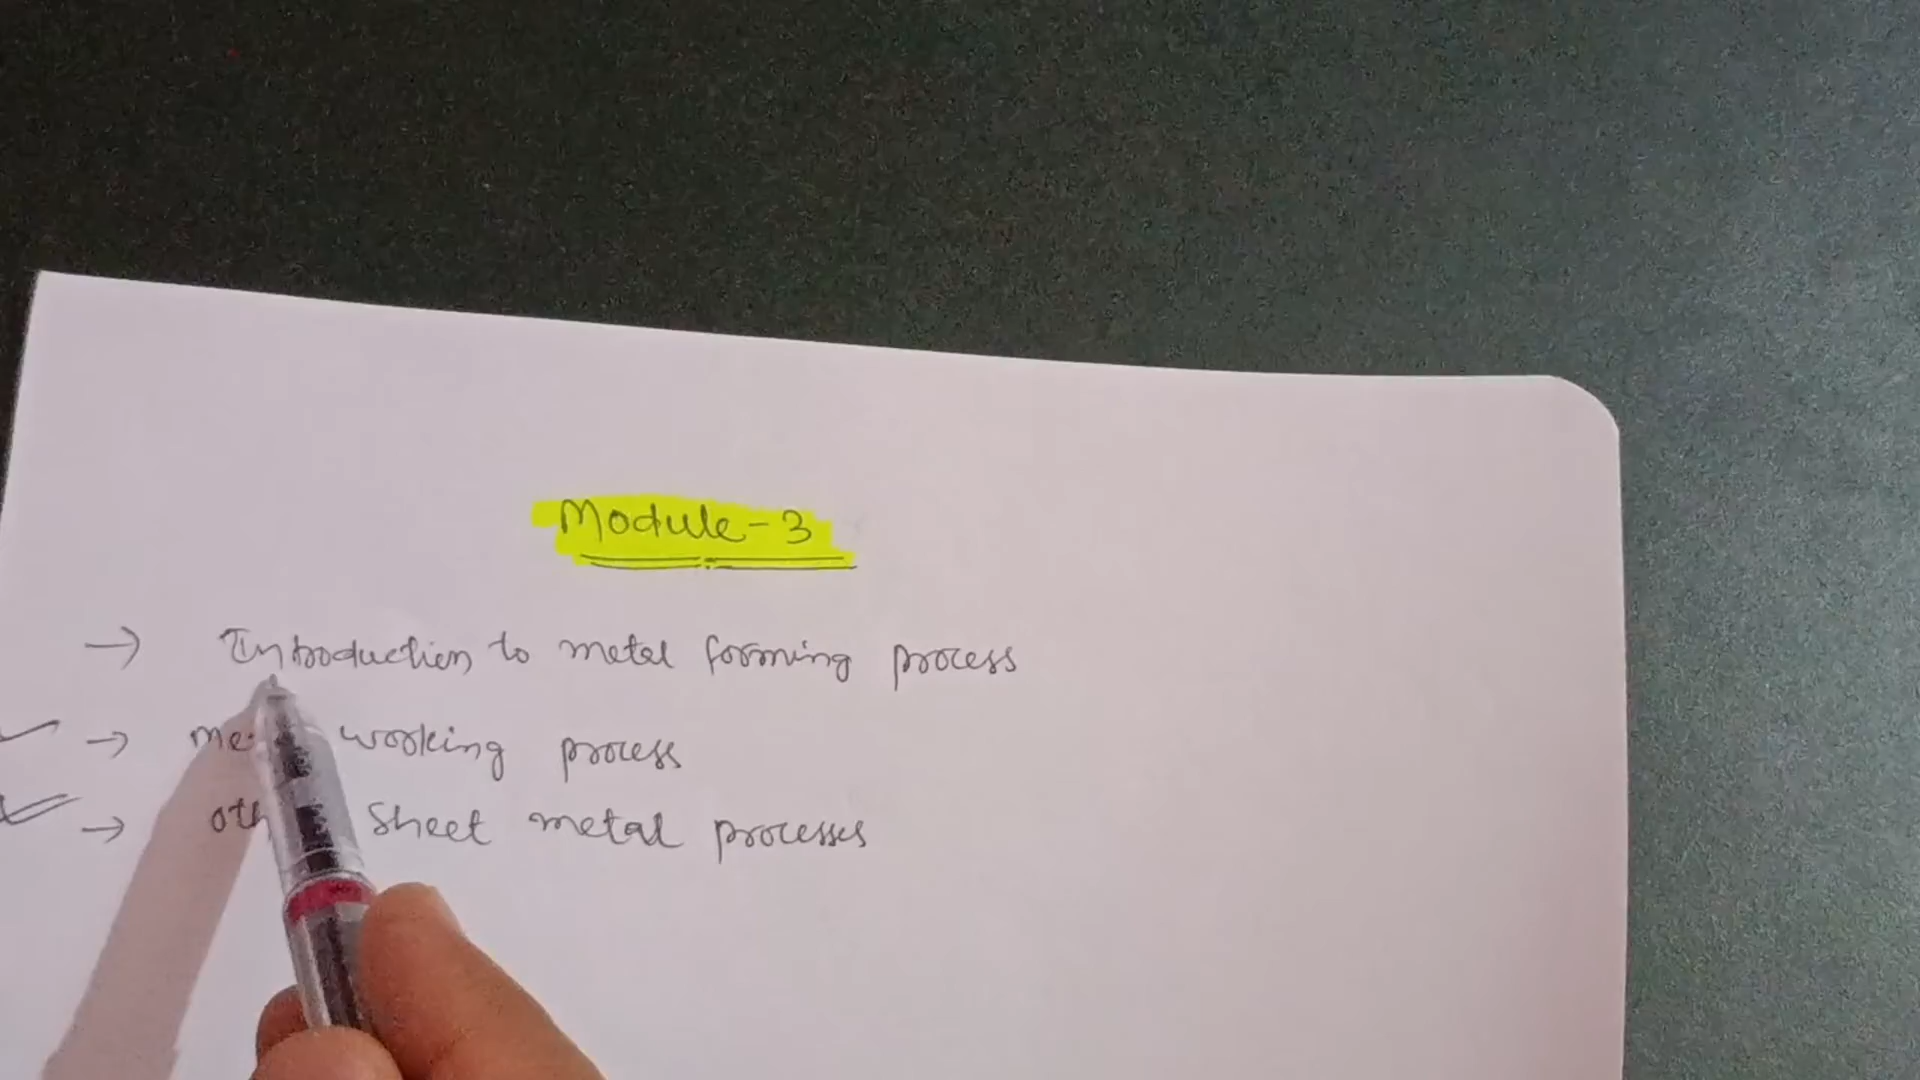 Module - 3
→ Introduction to metal forming process
→ working process
→ Sheet metal processes